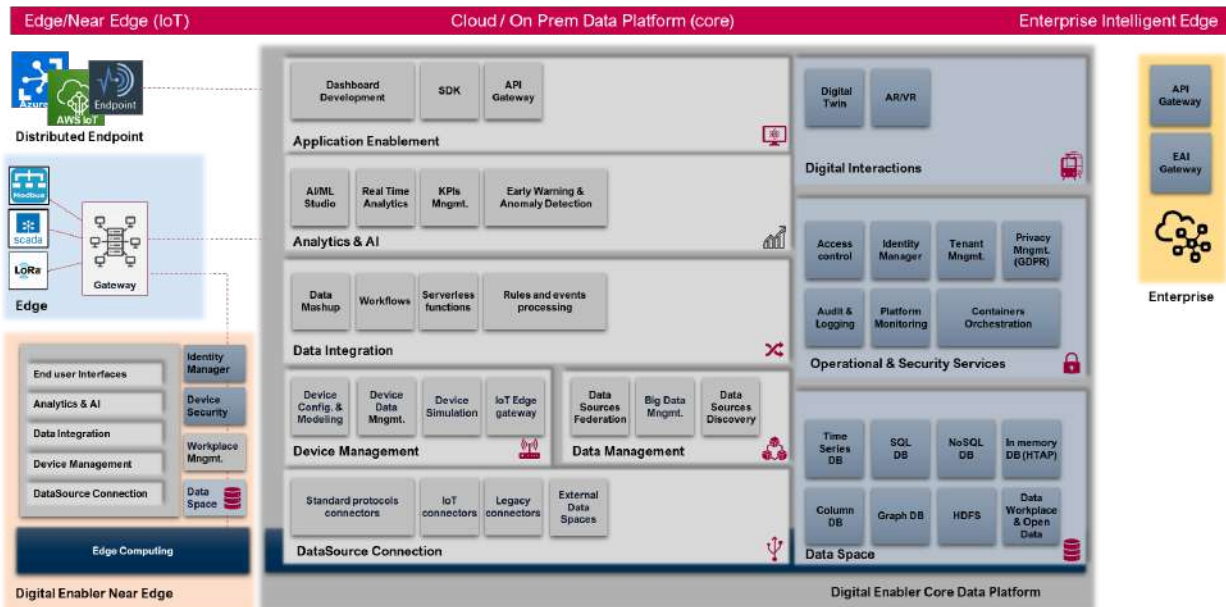 Edge/Near Edge (IoT)
Cloud / On Prem Data Platform (core)
Enterprise Intelligent Edge
Azure
AWS IoT
Endpoint
Distributed Endpoint
Modbus
scada
LoRa
Gateway
Edge
End user Interfaces
Analytics & AI
Data Integration
Device Management
DataSource Connection
Identity
Manager
Device
Security
Workplace
Mngmt.
Data
Space
Edge Computing
Digital Enabler Near Edge
Dashboard
Development
SDK
API
Gateway
Application Enablement
AI/ML
Studio
Real Time
Analytics
KPIs
Mngmt.
Early Warning &
Anomaly Detection
Analytics & AI
Data
Mashup
Workflows
Serverless
functions
Rules and events
processing
Data Integration
Device
Config. &
Modeling
Device
Data
Mngmt.
Device
Simulation
IoT Edge
gateway
Device Management
Data
Sources
Federation
Big Data
Mngmt.
Data
Sources
Discovery
Data Management
Standard protocols
connectors
IoT
connectors
Legacy
connectors
External
Data
Spaces
DataSource Connection
Digital
Twin
AR/VR
Digital Interactions
Access
control
Identity
Manager
Tenant
Mngmt.
Privacy
Mngmt.
(GDPR)
Audit &
Logging
Platform
Monitoring
Containers
Orchestration
Operational & Security Services
Time
Series
DB
SQL
DB
NoSQL
DB
In memory
DB (HTAP)
Column
DB
Graph DB
HDFS
Data
Workplace
& Open
Data
Data Space
Digital Enabler Core Data Platform
API
Gateway
EAI
Gateway
Enterprise